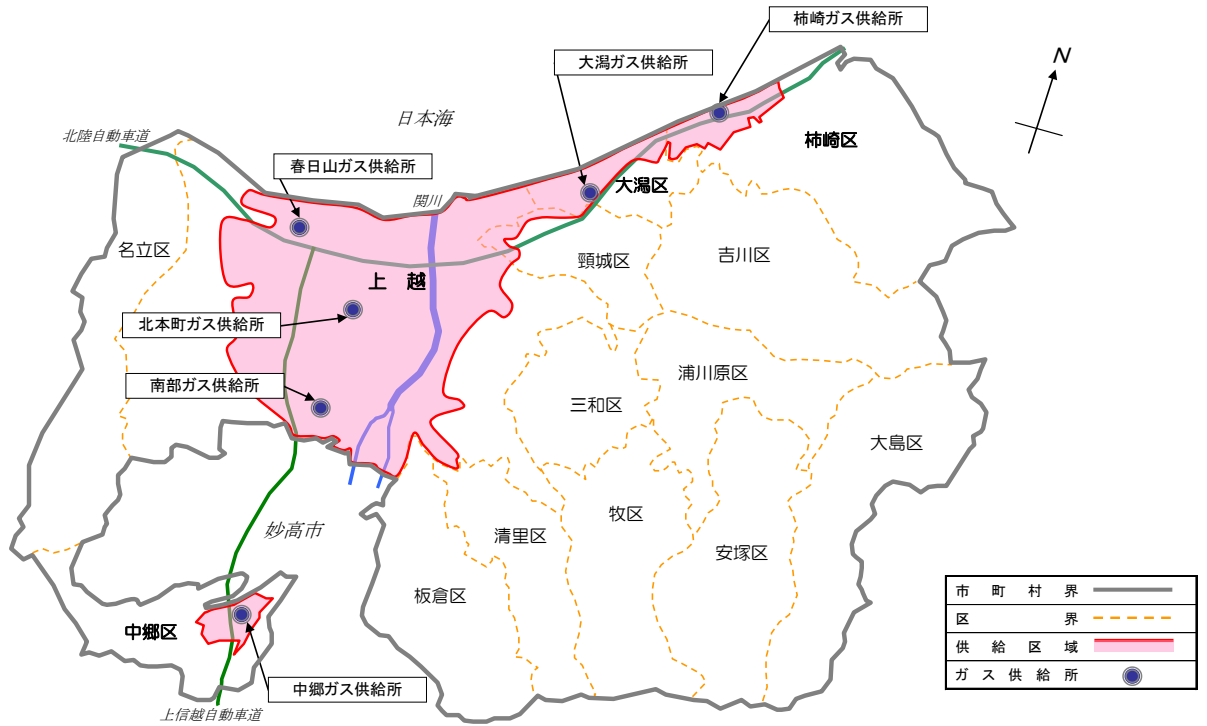 柿崎ガス供給所
大潟ガス供給所
N
日本海
北陸自動車道
柿崎区
春日山ガス供給所
大潟区
関川
名立区
吉川区
頸城区
上越
北本町ガス供給所
浦川原区
南部ガス供給所
三和区
大島区
牧区
妙高市
清里区
安塚区
板倉区
中郷区
中郷ガス供給所
上信越自動車道
市町村界
区界
供給区域
ガス供給所